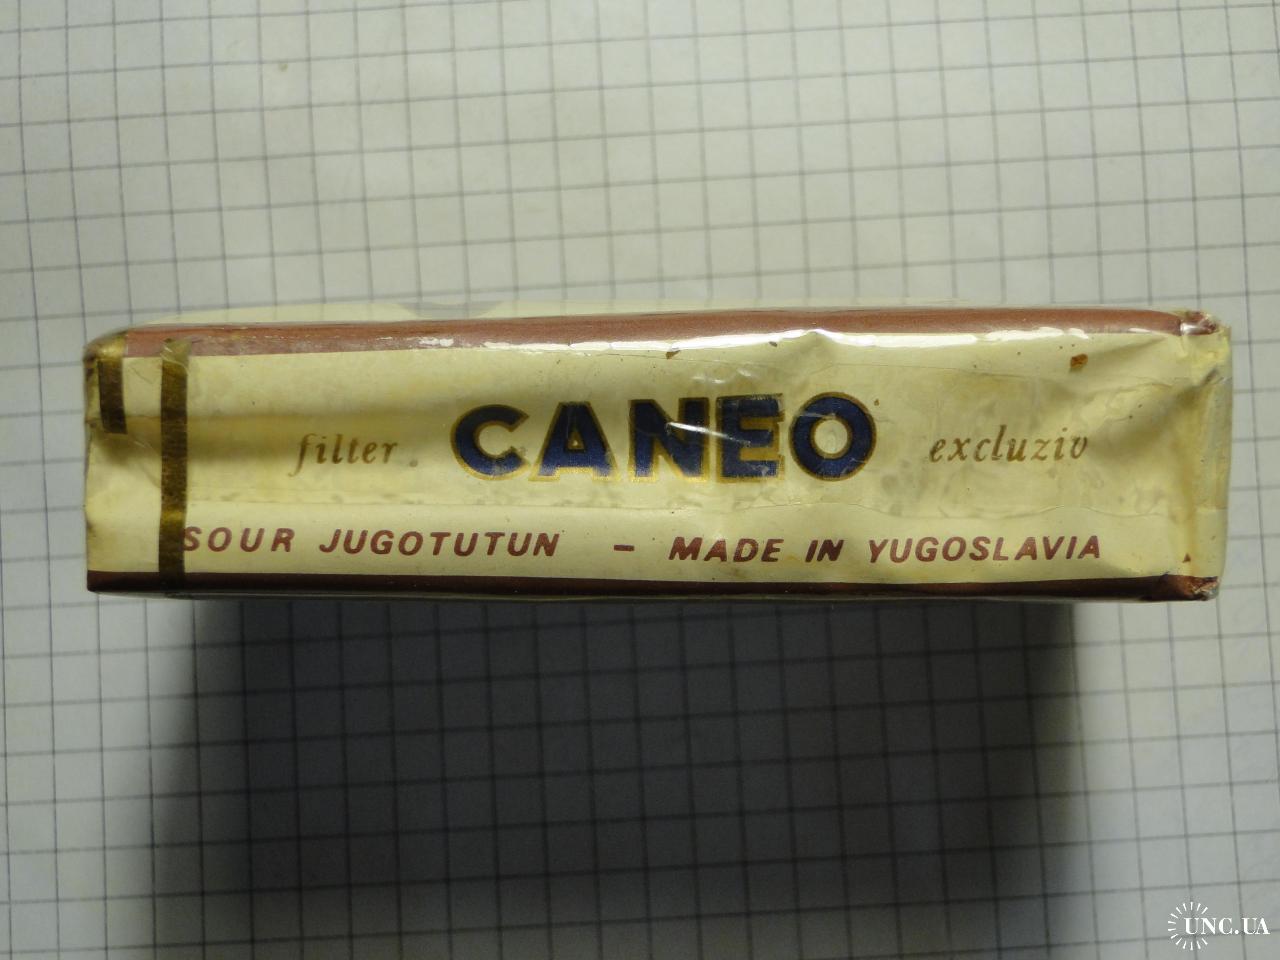 filter CANEO excluziv
SOUR JUGOTUTUN - MADE IN YUGOSLAVIA
UNC.UA